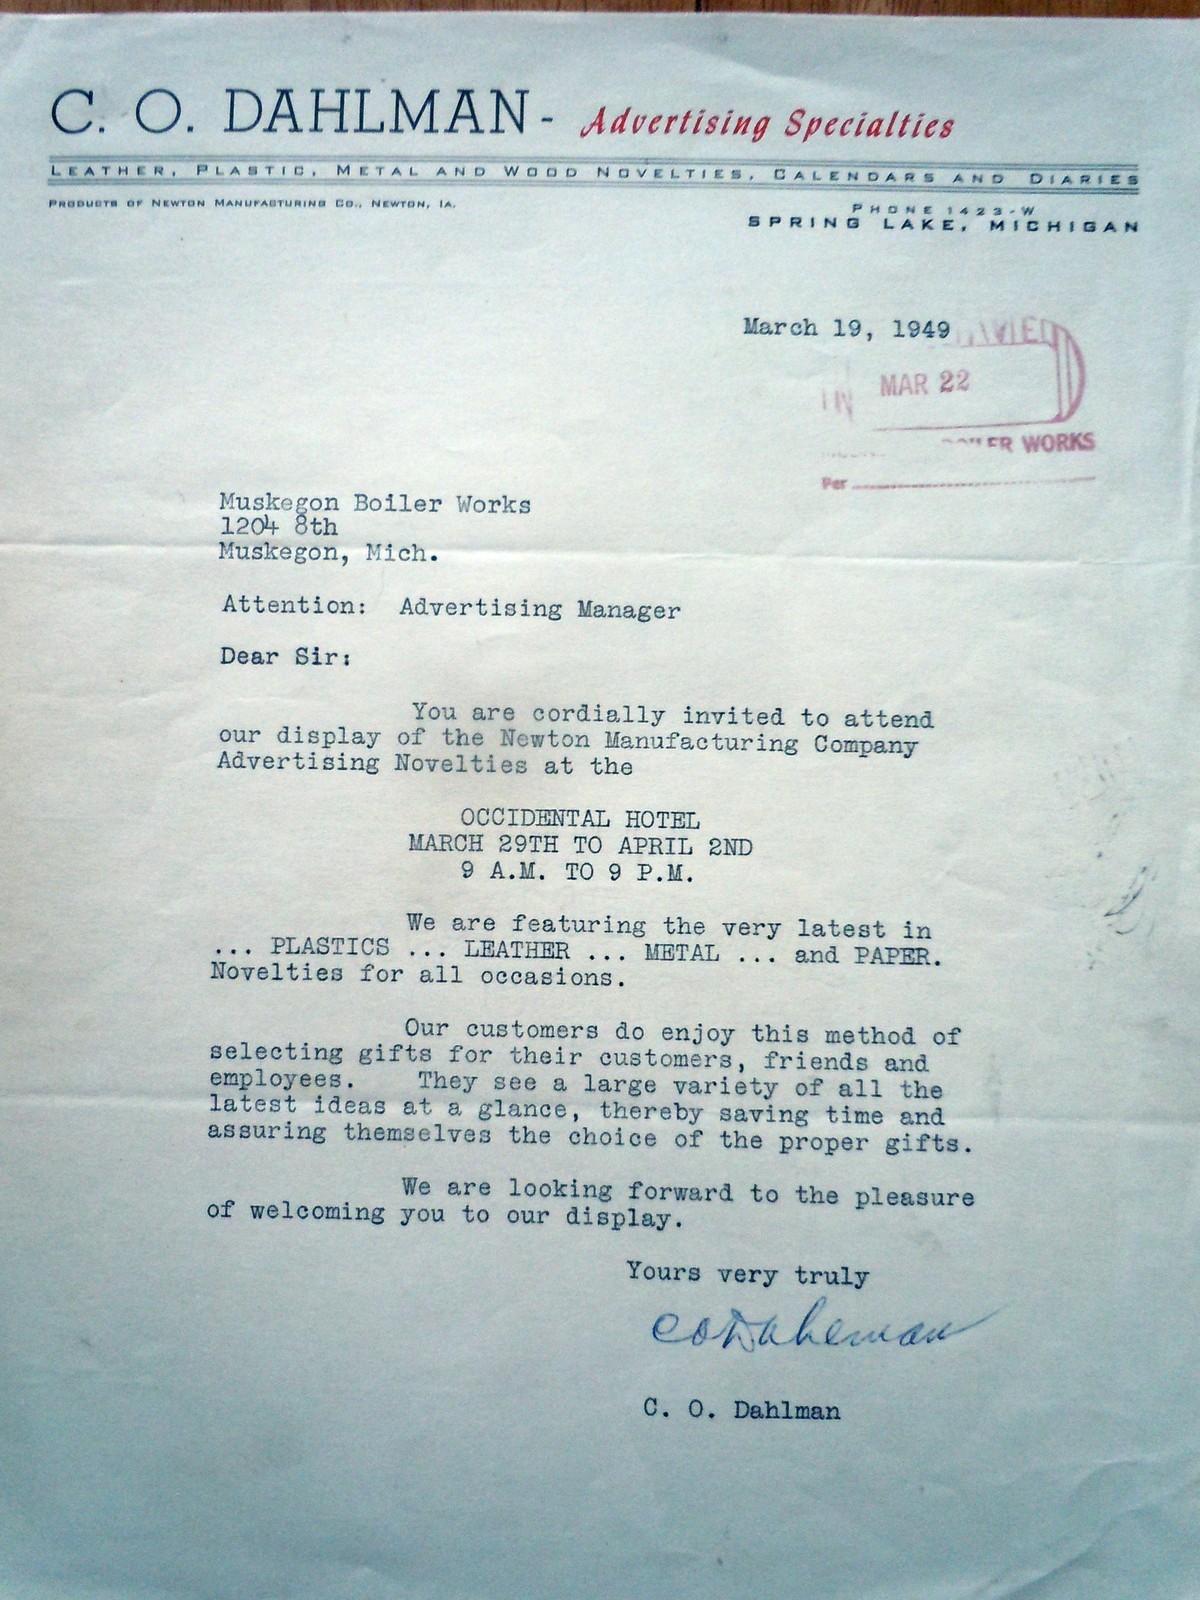 C. O. DAHLMAN - Advertising Specialties
LEATHER, PLASTIC, METAL AND WOOD NOVELTIES, CALENDARS AND DIARIES
PRODUCTS OF NEWTON MANUFACTURING CO., NEWTON, IA.
PHONE 1423-W
SPRING LAKE, MICHIGAN
March 19, 1949
MAR 22
BOILER WORKS
Per
Muskegon Boiler Works
1204 8th
Muskegon, Mich.
Attention: Advertising Manager
Dear Sir:
You are cordially invited to attend
our display of the Newton Manufacturing Company
Advertising Novelties at the
OCCIDENTAL HOTEL
MARCH 29TH TO APRIL 2ND
9 A.M. TO 9 P.M.
We are featuring the very latest in
... PLASTICS ... LEATHER ... METAL ... and PAPER.
Novelties for all occasions.
Our customers do enjoy this method of
selecting gifts for their customers, friends and
employees. They see a large variety of all the
latest ideas at a glance, thereby saving time and
assuring themselves the choice of the proper gifts.
We are looking forward to the pleasure
of welcoming you to our display.
Yours very truly
C O Dahlman
C. O. Dahlman